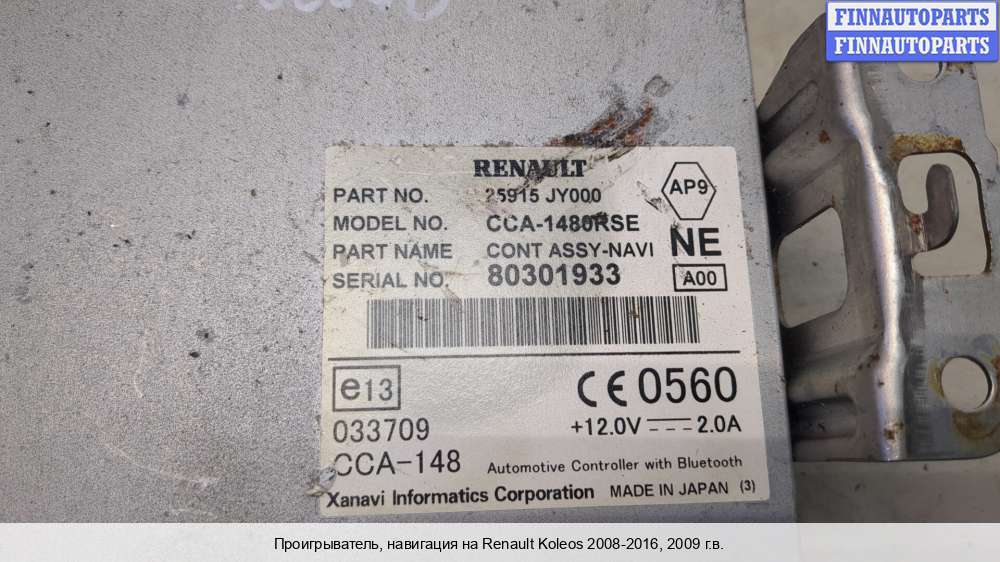 FINNAUTOPARTS
FINNAUTOPARTS
RENAULT
PART NO. 25915 JY000
AP9
MODEL NO. CCA-1480RSE
PART NAME CONT ASSY-NAVI
NE
SERIAL NO. 80301933
A00
e13
CE 0560
033709
+12.0V 2.0A
CCA-148 Automotive Controller with Bluetooth
Xanavi Informatics Corporation MADE IN JAPAN (3)
Проигрыватель, навигация на Renault Koleos 2008-2016, 2009 г.в.